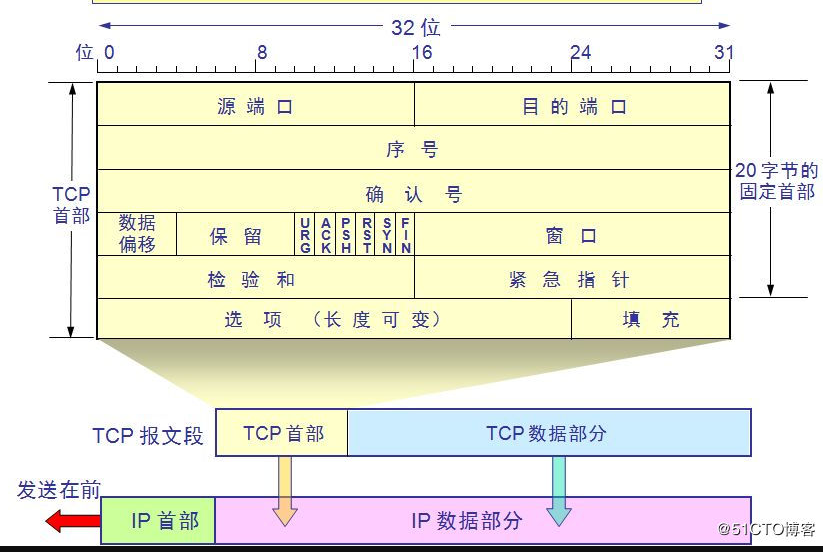 32 位
位 0 8 16 24 31
源 端 口 目 的 端 口
序 号
TCP
首部
确 认 号
20 字节的
固定首部
数据
偏移
保 留
URG
ACK
PSH
RST
SYN
FIN
窗 口
检 验 和 紧 急 指 针
选 项 (长 度 可 变) 填 充
TCP 报文段 TCP 首部 TCP 数据部分
发送在前
IP 首部 IP 数据部分
@51CTO博客